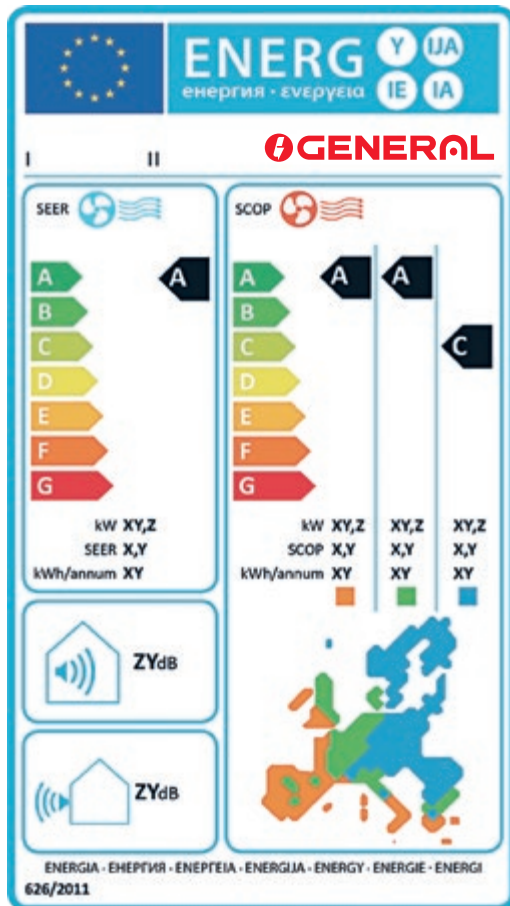 ENERG
енергия · ενεργεια
Y IJA
IE IA
I II
GENERAL
SEER
A A
B
C
D
E
F
G
kW XY,Z
SEER X,Y
kWh/annum XY
SCOP
A A A
B
C C
D
E
F
G
kW XY,Z XY,Z XY,Z
SCOP X,Y X,Y X,Y
kWh/annum XY XY XY
ZYdB
ZYdB
ENERGIA · ЕНЕРГИЯ · ΕΝΕΡΓΕΙΑ · ENERGIJA · ENERGY · ENERGIE · ENERGI
626/2011